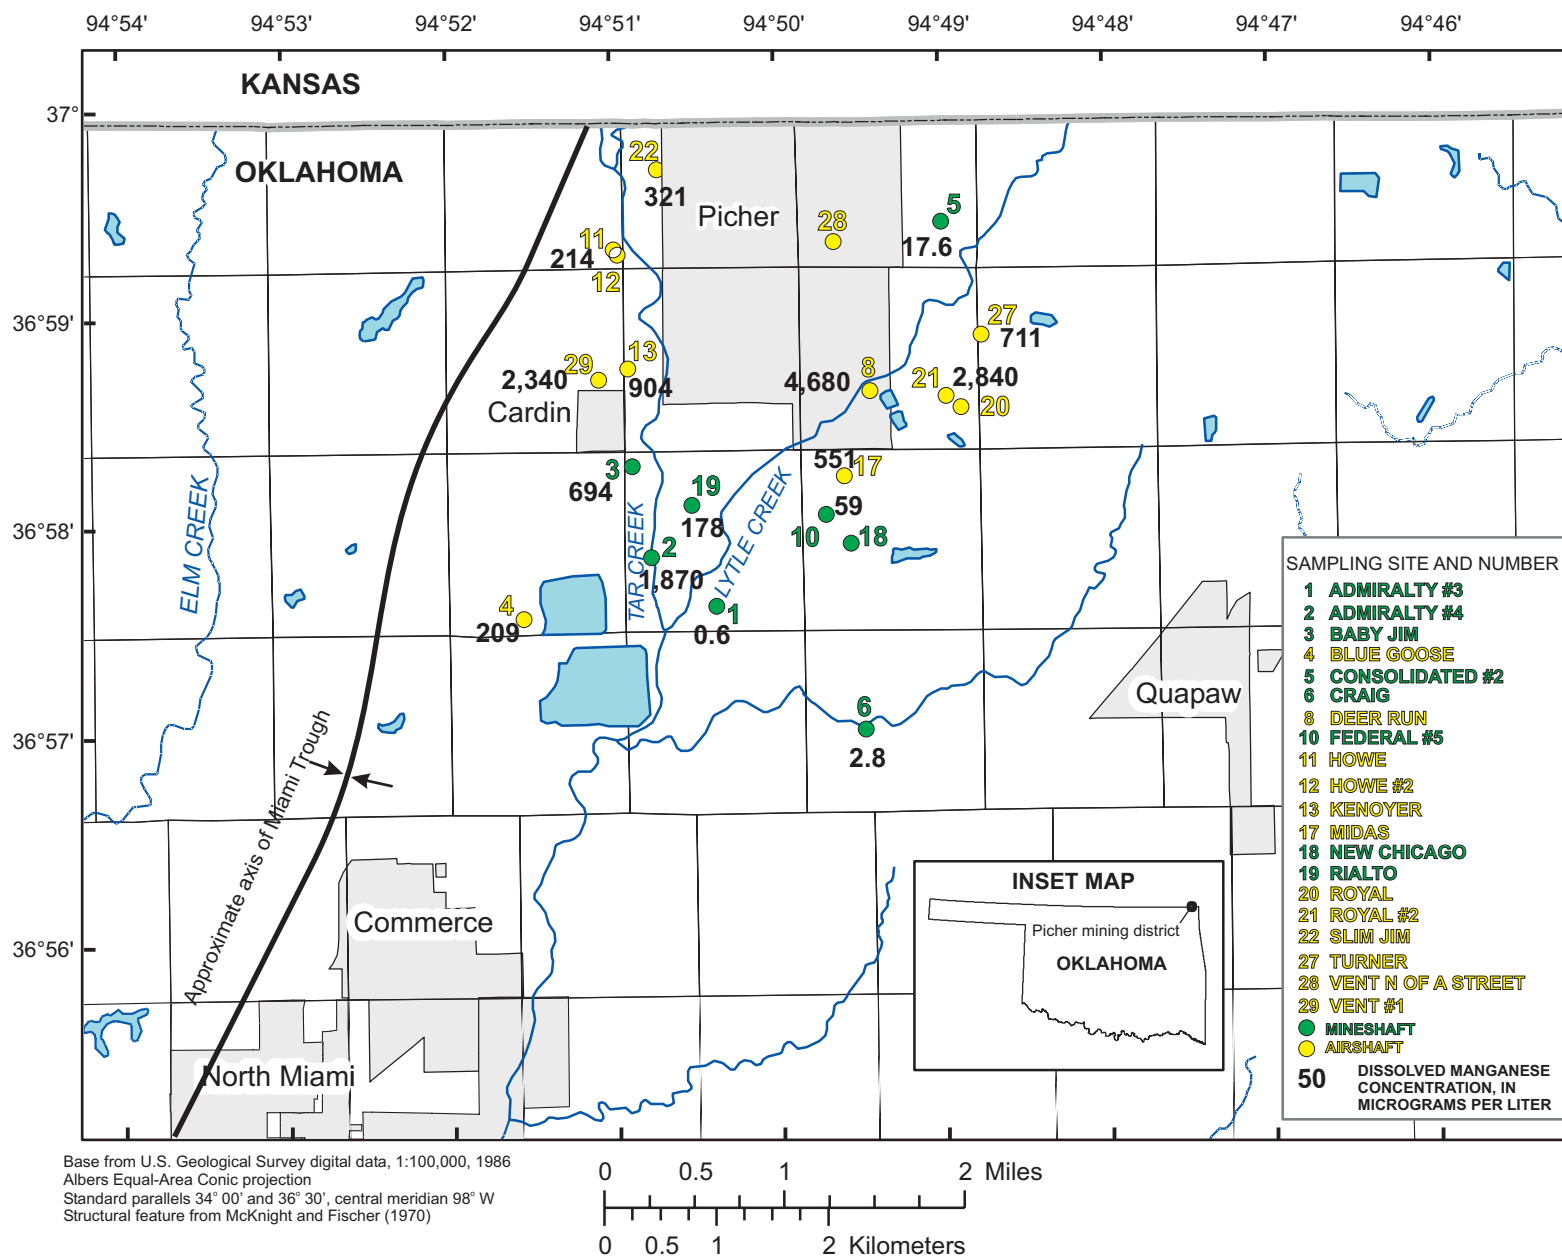 94°54' 94°53' 94°52' 94°51' 94°50' 94°49' 94°48' 94°47' 94°46'
KANSAS
37°
OKLAHOMA
22
321
Picher
5
28
17.6
11
214
12
36°59'
27
711
13
29
2,340
904
8
4,680
21
2,840
20
Cardin
551
17
3
694
19
178
59
10
18
36°58'
ELM CREEK
TAR CREEK
LYTLE CREEK
2
1,870
4
209
1
0.6
Quapaw
6
2.8
36°57'
Approximate axis of Miami Trough
Commerce
36°56'
North Miami
INSET MAP
Picher mining district
OKLAHOMA
SAMPLING SITE AND NUMBER
1 ADMIRALTY #3
2 ADMIRALTY #4
3 BABY JIM
4 BLUE GOOSE
5 CONSOLIDATED #2
6 CRAIG
8 DEER RUN
10 FEDERAL #5
11 HOWE
12 HOWE #2
13 KENOYER
17 MIDAS
18 NEW CHICAGO
19 RIALTO
20 ROYAL
21 ROYAL #2
22 SLIM JIM
27 TURNER
28 VENT N OF A STREET
29 VENT #1
MINESHAFT
AIRSHAFT
50 DISSOLVED MANGANESE
CONCENTRATION, IN
MICROGRAMS PER LITER
Base from U.S. Geological Survey digital data, 1:100,000, 1986
Albers Equal-Area Conic projection
Standard parallels 34° 00' and 36° 30', central meridian 98° W
Structural feature from McKnight and Fischer (1970)
0 0.5 1 2 Miles
0 0.5 1 2 Kilometers